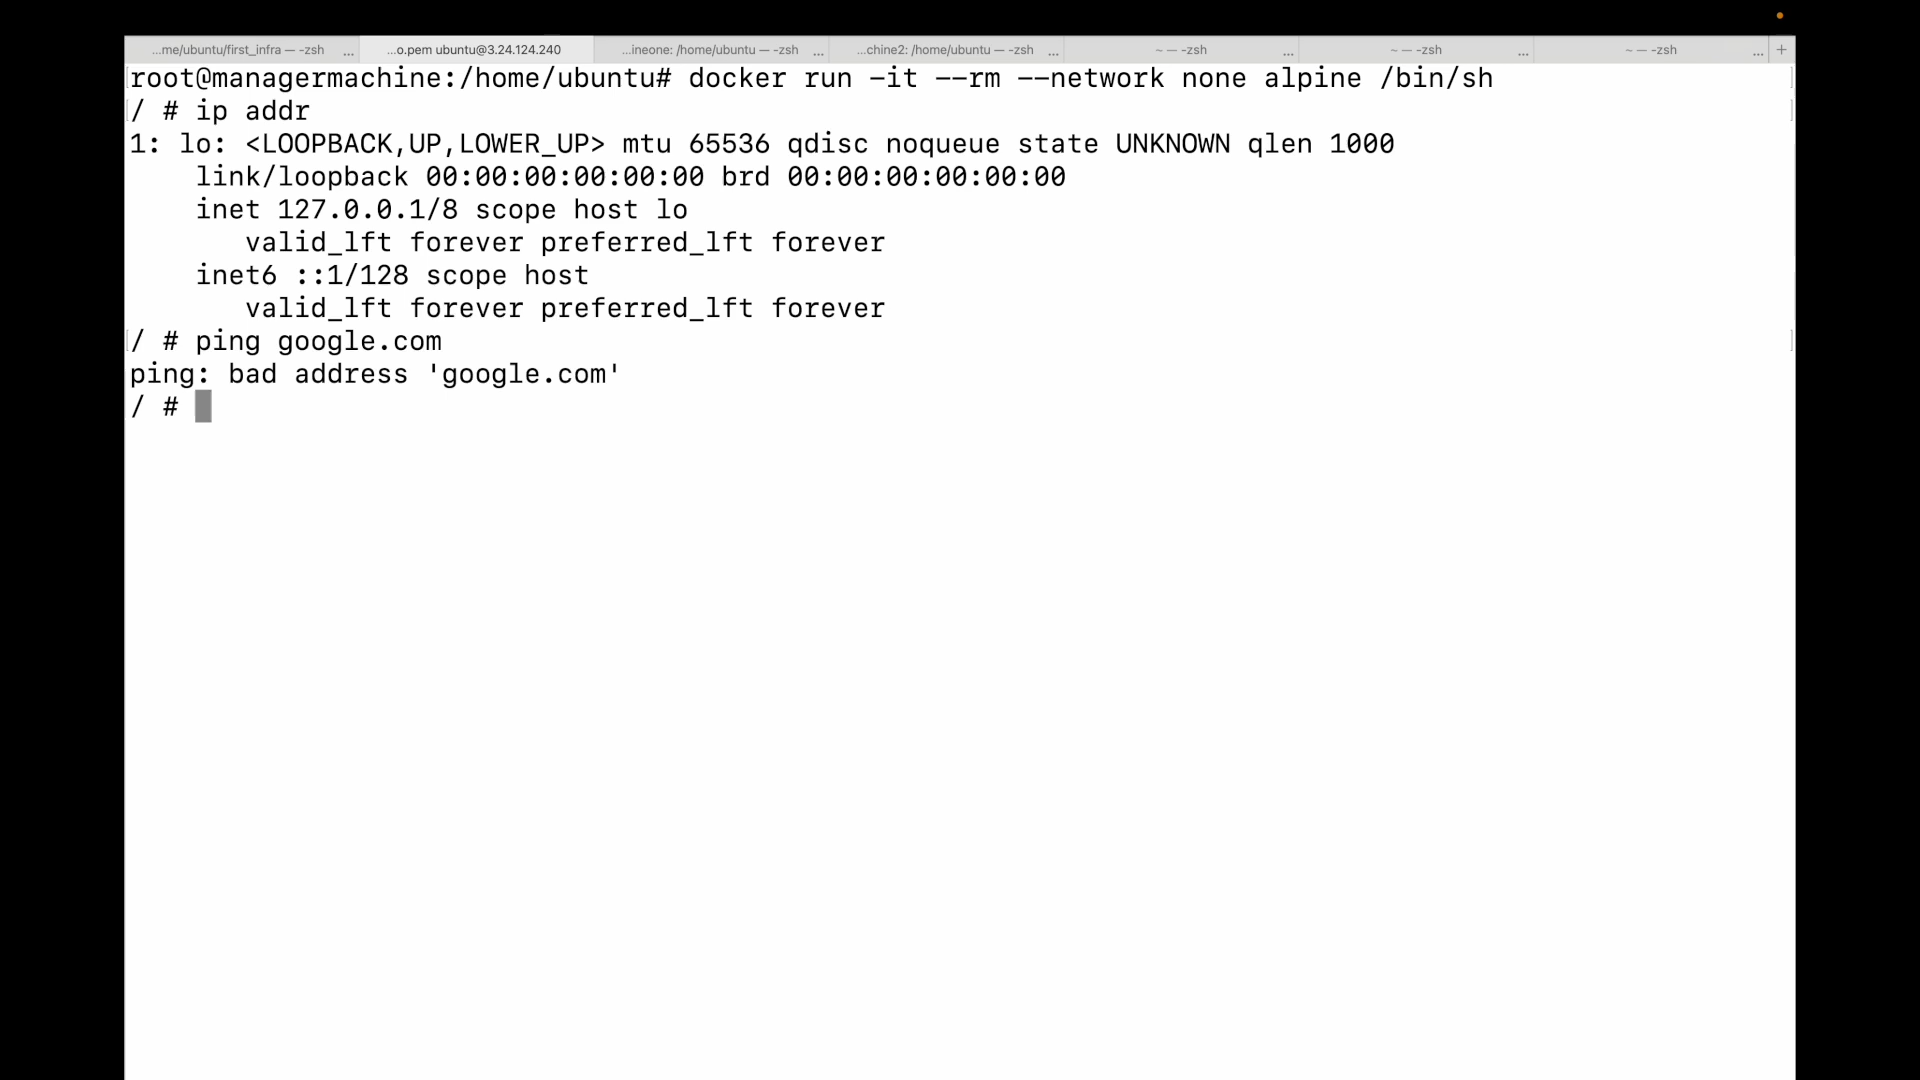 ...me/ubuntu/first_infra — -zsh ... ...o.pem ubuntu@3.24.124.240 ...ineone: /home/ubuntu — -zsh ... ...chine2: /home/ubuntu — -zsh ... ~ — -zsh ... ~ — -zsh ... ~ — -zsh ... +
root@managermachine:/home/ubuntu# docker run -it --rm --network none alpine /bin/sh
/ # ip addr
1: lo: <LOOPBACK,UP,LOWER_UP> mtu 65536 qdisc noqueue state UNKNOWN qlen 1000
    link/loopback 00:00:00:00:00:00 brd 00:00:00:00:00:00
    inet 127.0.0.1/8 scope host lo
       valid_lft forever preferred_lft forever
    inet6 ::1/128 scope host
       valid_lft forever preferred_lft forever
/ # ping google.com
ping: bad address 'google.com'
/ #